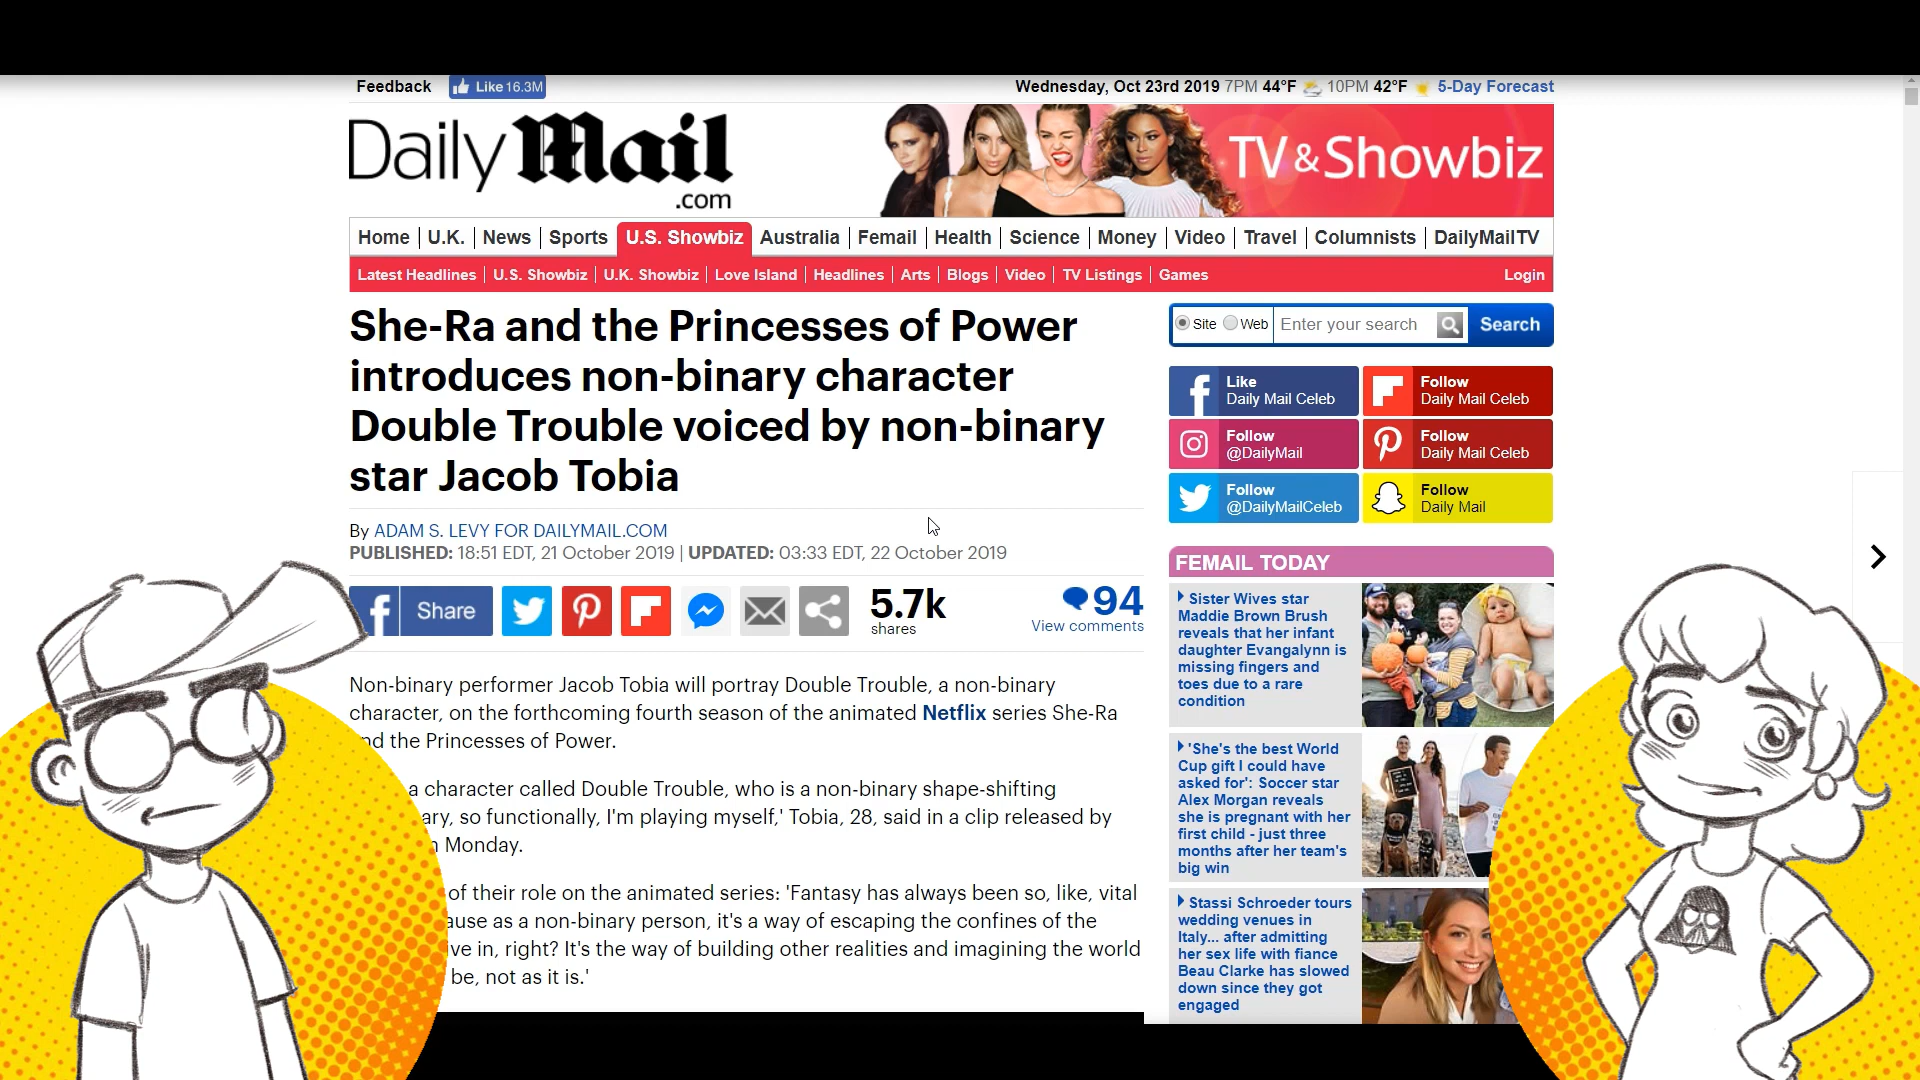 Feedback Like 16.3M Wednesday, Oct 23rd 2019 7PM 44°F 10PM 42°F 5-Day Forecast
Daily Mail
.com
TV & Showbiz
Home U.K. News Sports U.S. Showbiz Australia Femail Health Science Money Video Travel Columnists DailyMailTV
Latest Headlines U.S. Showbiz U.K. Showbiz Love Island Headlines Arts Blogs Video TV Listings Games Login
She-Ra and the Princesses of Power
introduces non-binary character
Double Trouble voiced by non-binary
star Jacob Tobia
By ADAM S. LEVY FOR DAILYMAIL.COM
PUBLISHED: 18:51 EDT, 21 October 2019 | UPDATED: 03:33 EDT, 22 October 2019
Share
5.7k
shares
94
View comments
Non-binary performer Jacob Tobia will portray Double Trouble, a non-binary
character, on the forthcoming fourth season of the animated Netflix series She-Ra
nd the Princesses of Power.
a character called Double Trouble, who is a non-binary shape-shifting
ary, so functionally, I'm playing myself,' Tobia, 28, said in a clip released by
Monday.
of their role on the animated series: 'Fantasy has always been so, like, vital
ause as a non-binary person, it's a way of escaping the confines of the
ive in, right? It's the way of building other realities and imagining the world
be, not as it is.'
Site Web Enter your search Search
Like
Daily Mail Celeb
Follow
Daily Mail Celeb
Follow
@DailyMail
Follow
Daily Mail Celeb
Follow
@DailyMailCeleb
Follow
Daily Mail
FEMAIL TODAY
Sister Wives star
Maddie Brown Brush
reveals that her infant
daughter Evangalynn is
missing fingers and
toes due to a rare
condition
'She's the best World
Cup gift I could have
asked for': Soccer star
Alex Morgan reveals
she is pregnant with her
first child - just three
months after her team's
big win
Stassi Schroeder tours
wedding venues in
Italy... after admitting
her sex life with fiance
Beau Clarke has slowed
down since they got
engaged